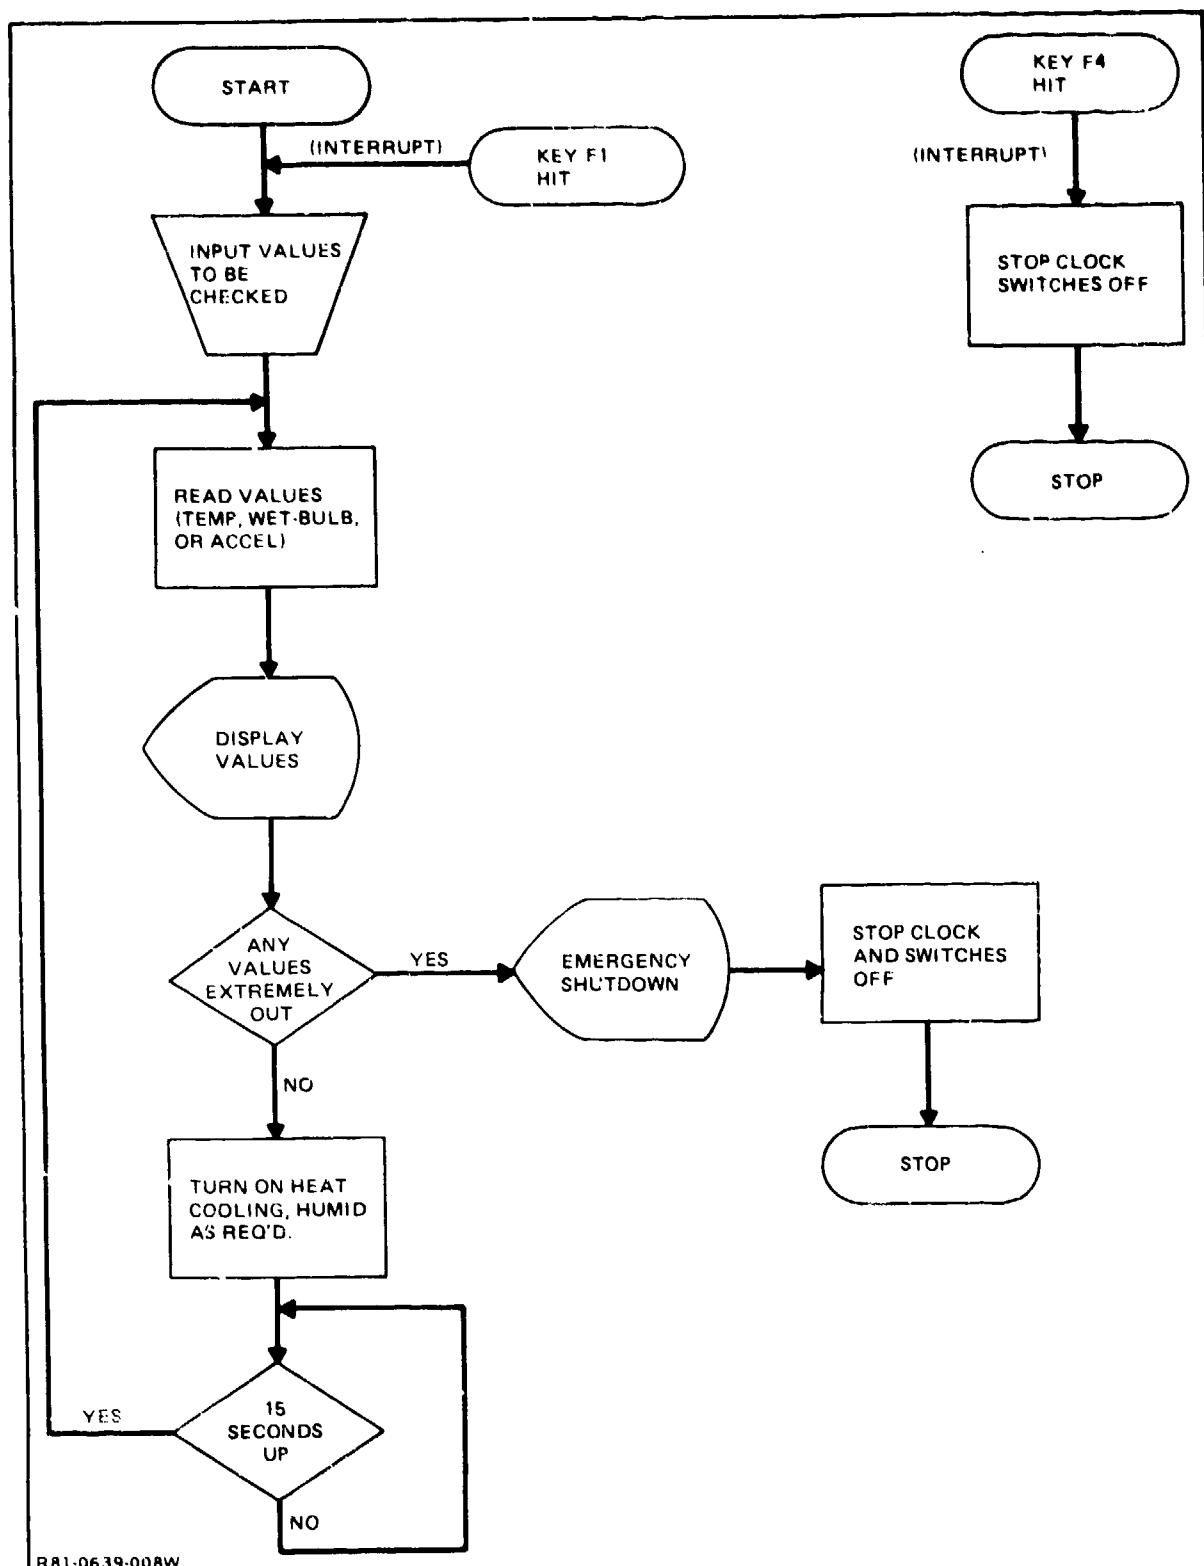 START
(INTERRUPT)
KEY F1
HIT
INPUT VALUES
TO BE
CHECKED
READ VALUES
(TEMP, WET-BULB,
OR ACCEL)
DISPLAY
VALUES
ANY
VALUES
EXTREMELY
OUT
YES
EMERGENCY
SHUTDOWN
STOP CLOCK
AND SWITCHES
OFF
STOP
NO
TURN ON HEAT
COOLING, HUMID
AS REQ'D.
15
SECONDS
UP
YES
NO
KEY F4
HIT
(INTERRUPT)
STOP CLOCK
SWITCHES OFF
STOP
R81-0639-008W